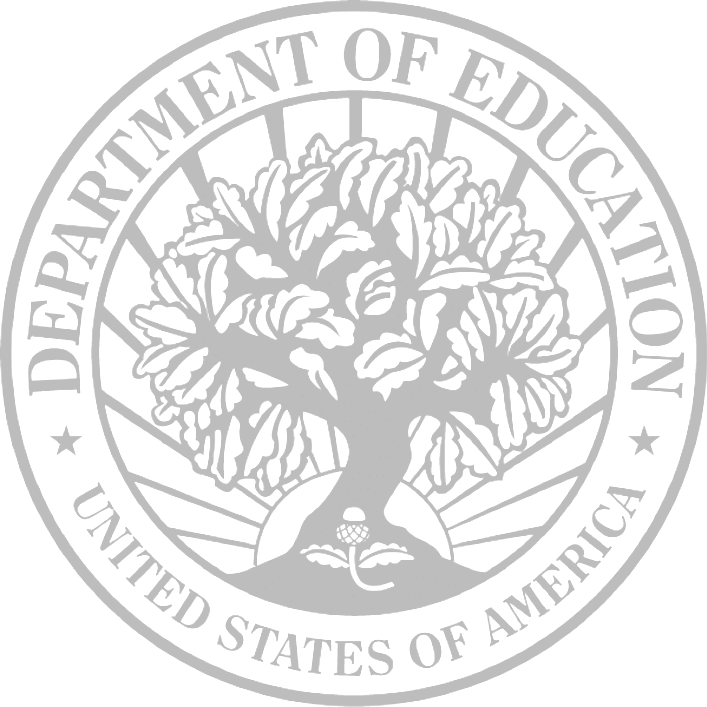 DEPARTMENT OF EDUCATION
UNITED STATES OF AMERICA